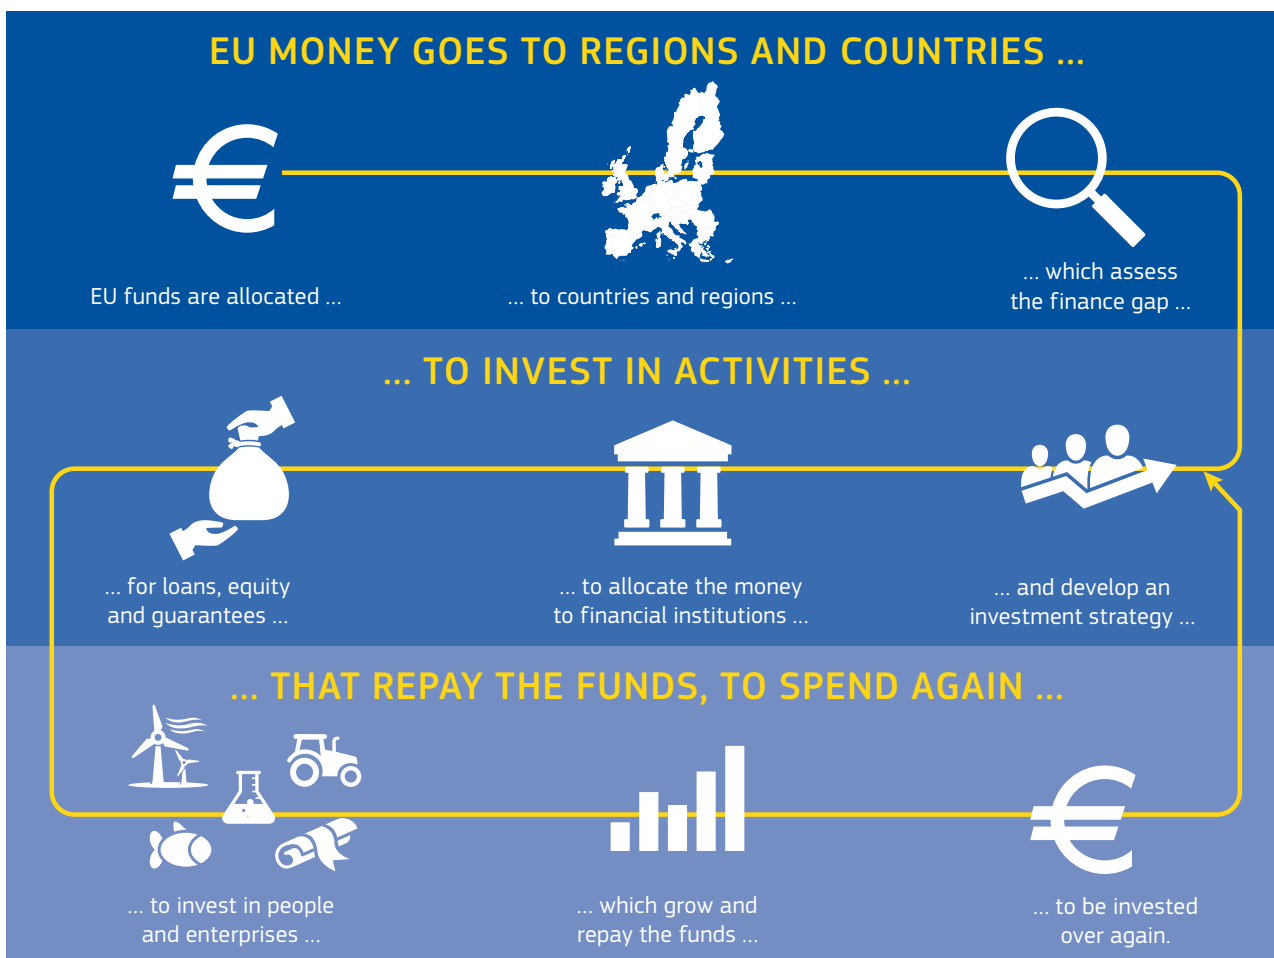 EU MONEY GOES TO REGIONS AND COUNTRIES ...
EU funds are allocated ...
... to countries and regions ...
... which assess
the finance gap ...
... TO INVEST IN ACTIVITIES ...
... and develop an
investment strategy ...
... to allocate the money
to financial institutions ...
... for loans, equity
and guarantees ...
... THAT REPAY THE FUNDS, TO SPEND AGAIN ...
... to invest in people
and enterprises ...
... which grow and
repay the funds ...
... to be invested
over again.